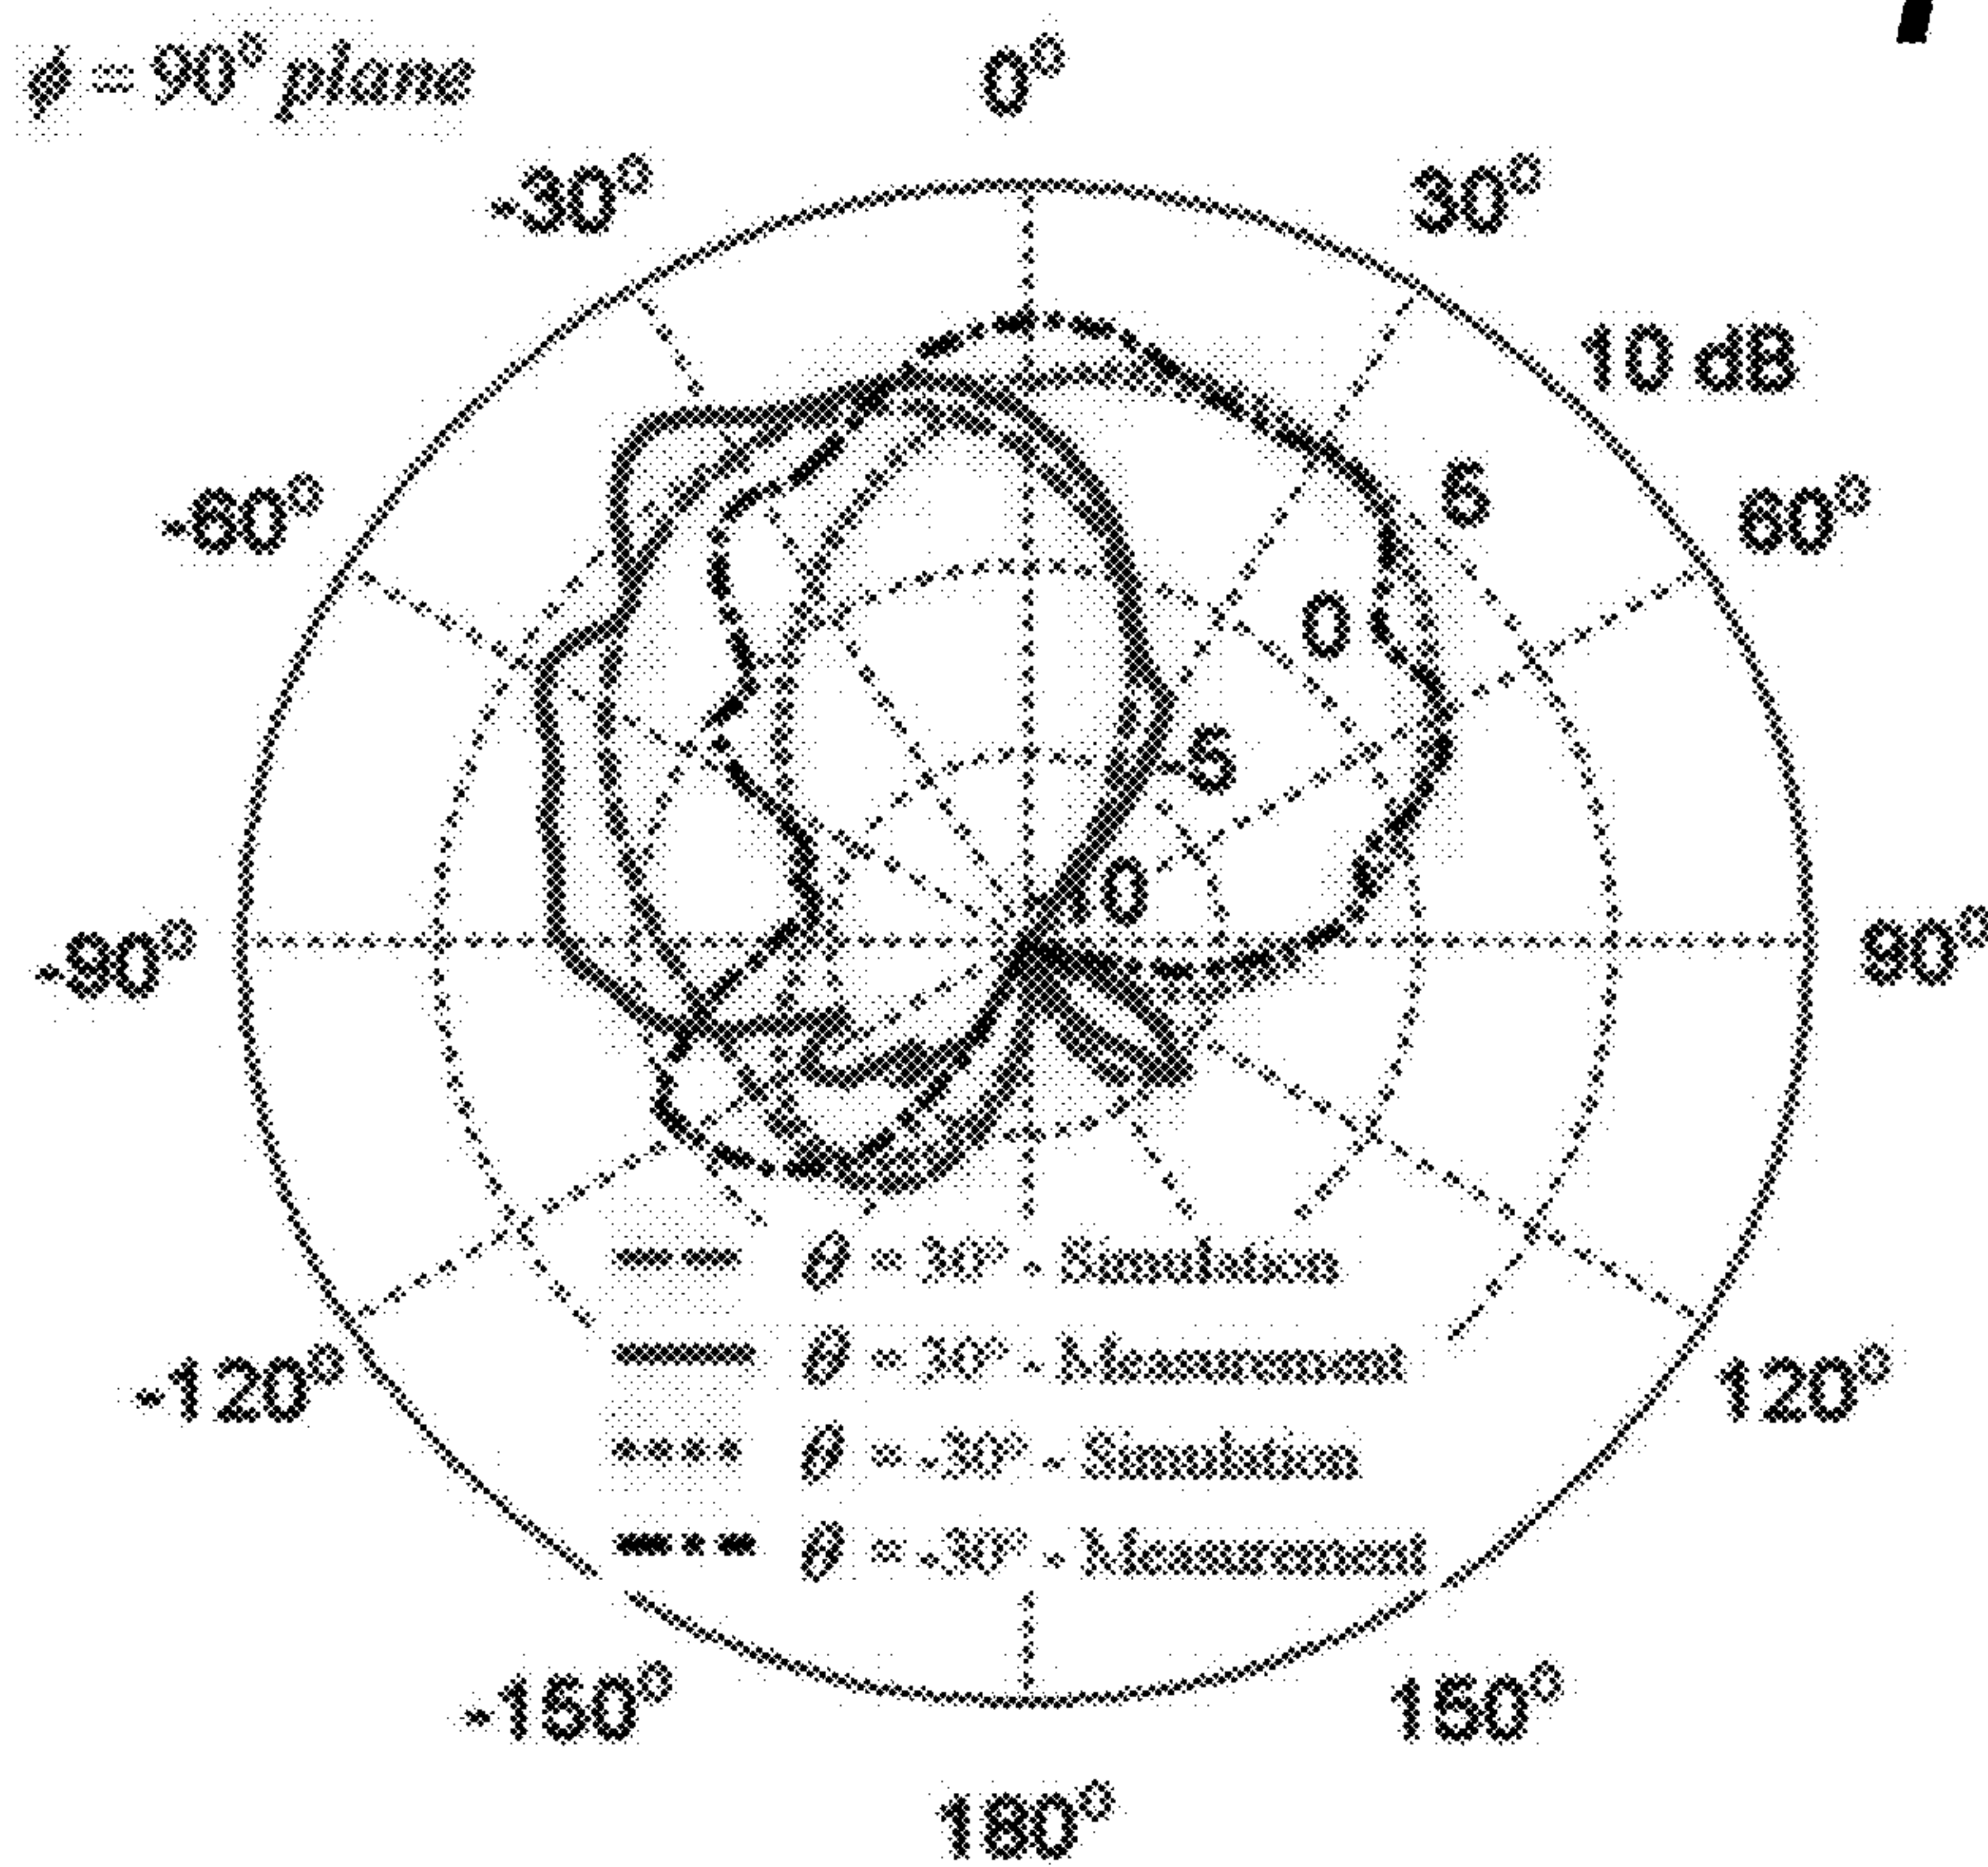 ϕ = 90° plane
0°
-30°
30°
10 dB
5
-60°
60°
0
-5
-10
-90°
90°
θ = 30° - Simulation
θ = 30° - Measurement
-120°
120°
θ = -30° - Simulation
θ = -30° - Measurement
-150°
150°
180°